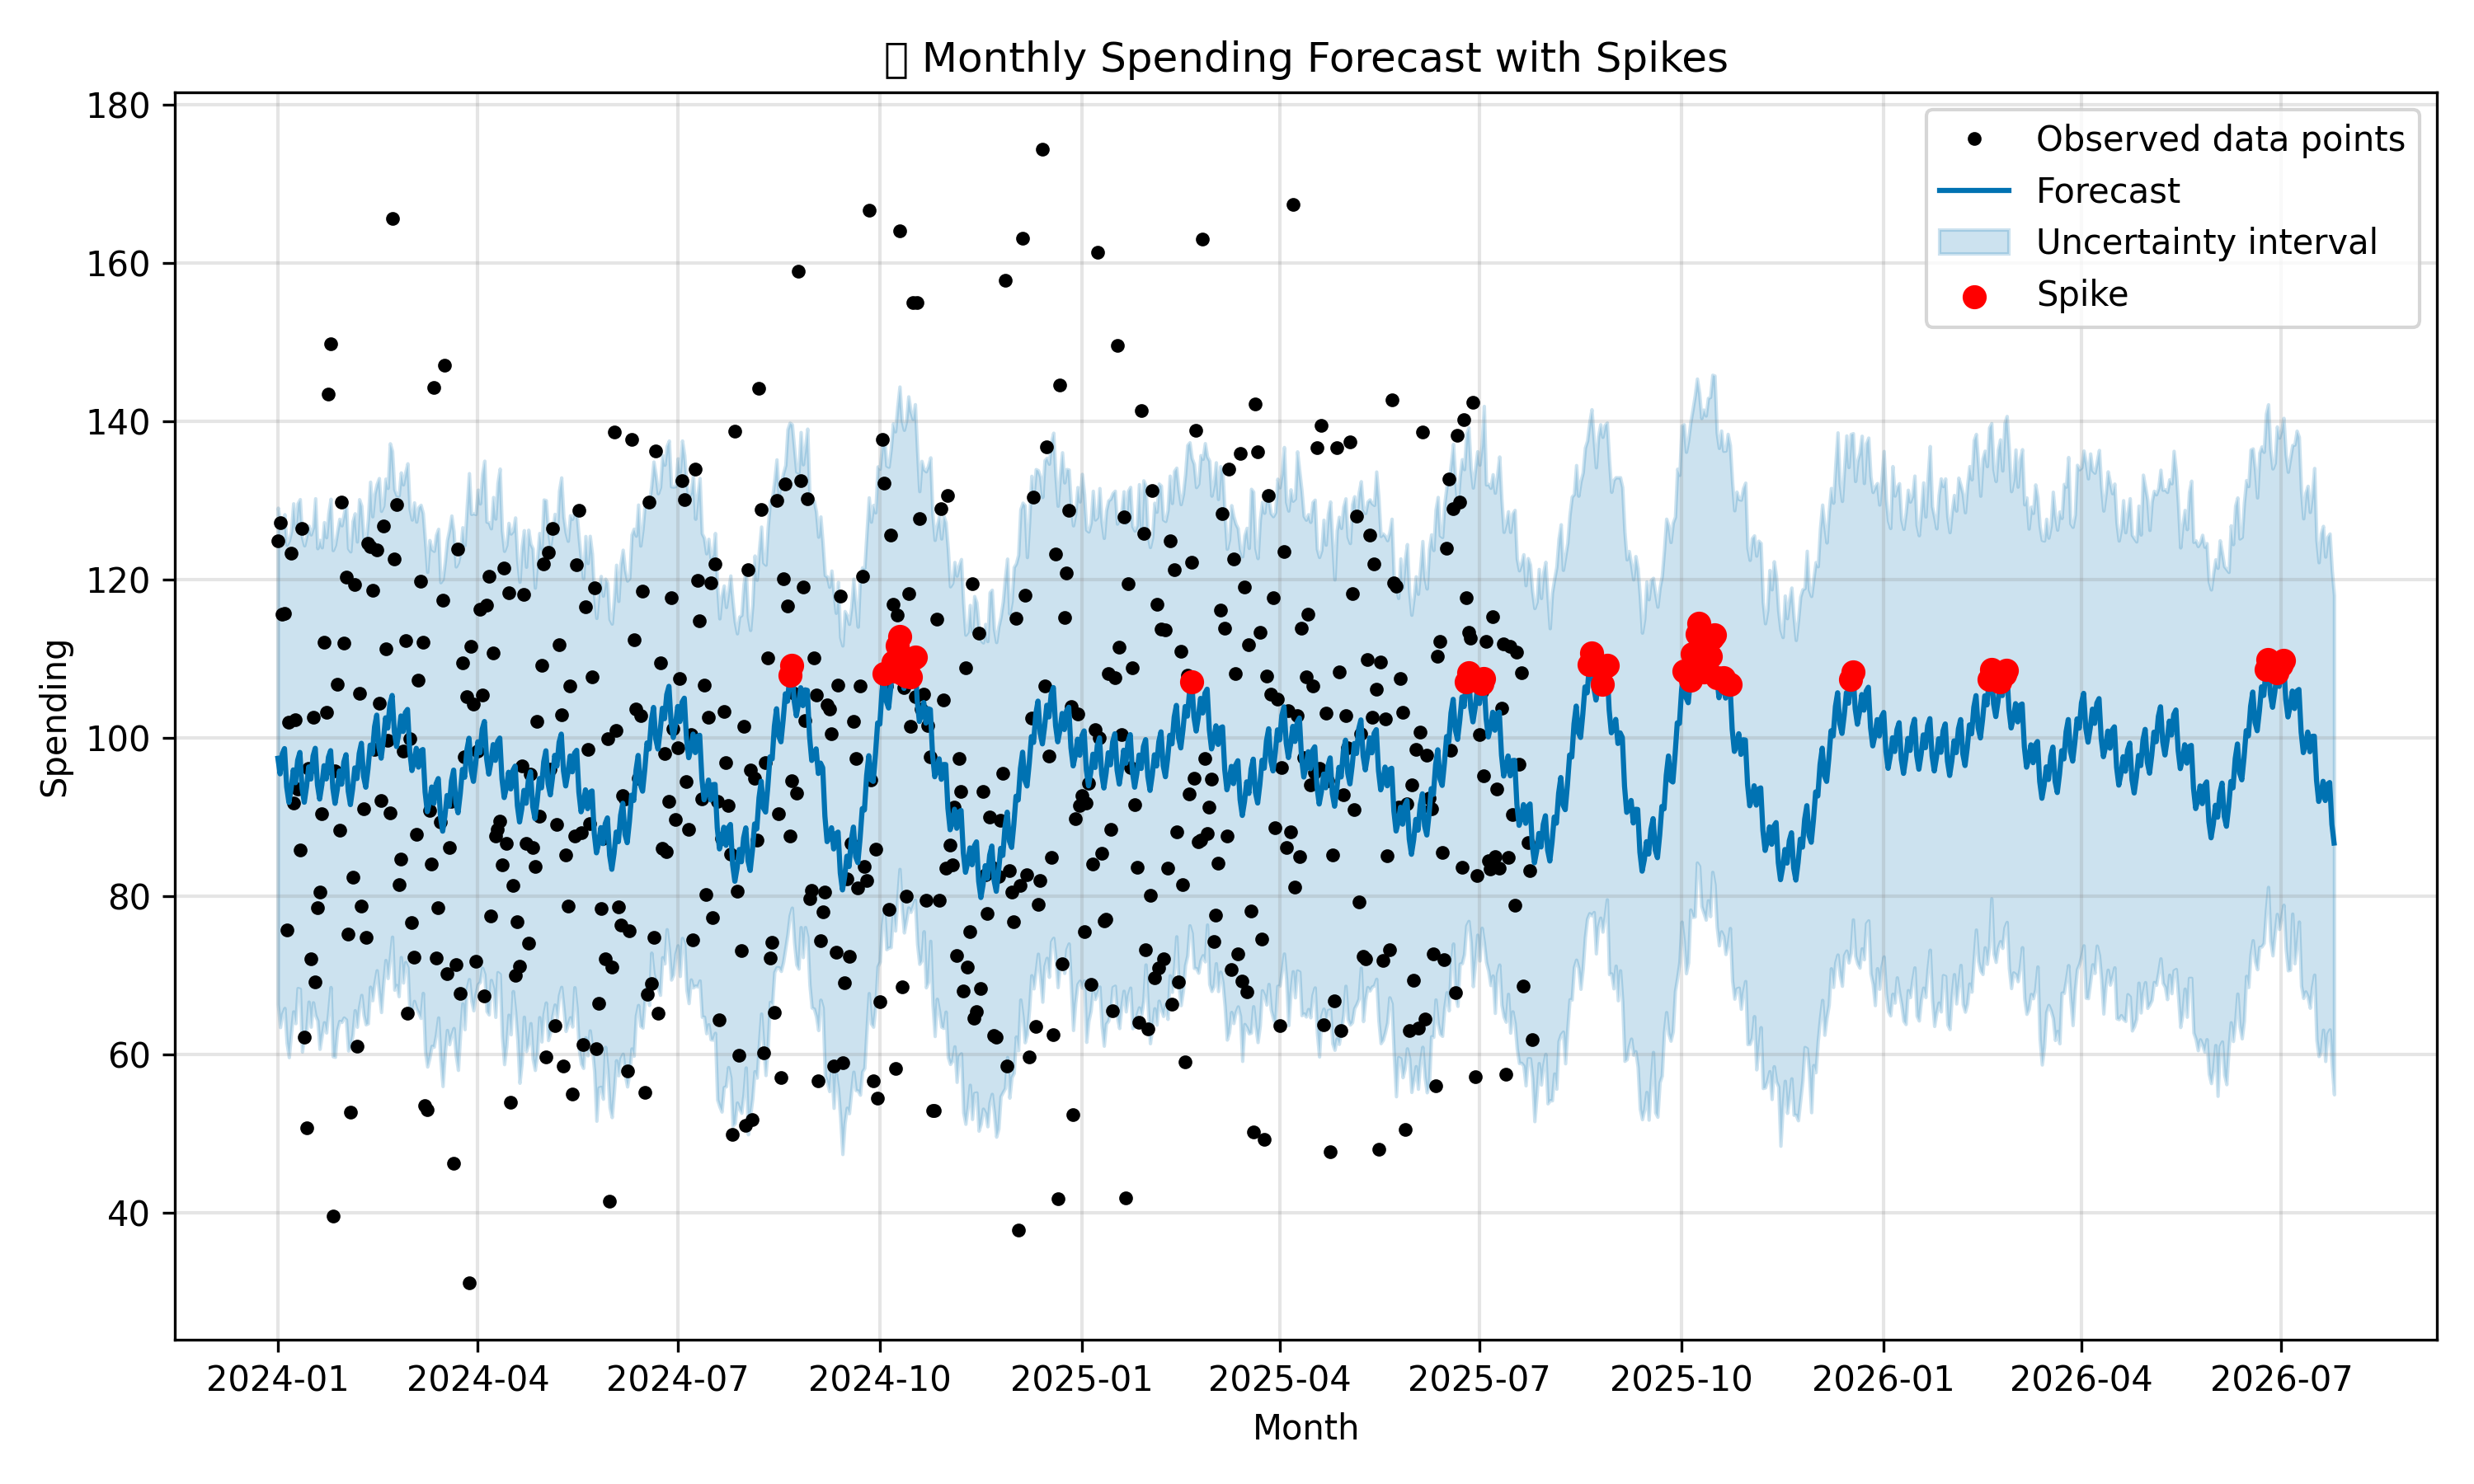 Monthly Spending Forecast with Spikes
Observed data points
Forecast
Uncertainty interval
Spike
Spending
180
160
140
120
100
80
60
40
2024-01 2024-04 2024-07 2024-10 2025-01 2025-04 2025-07 2025-10 2026-01 2026-04 2026-07
Month